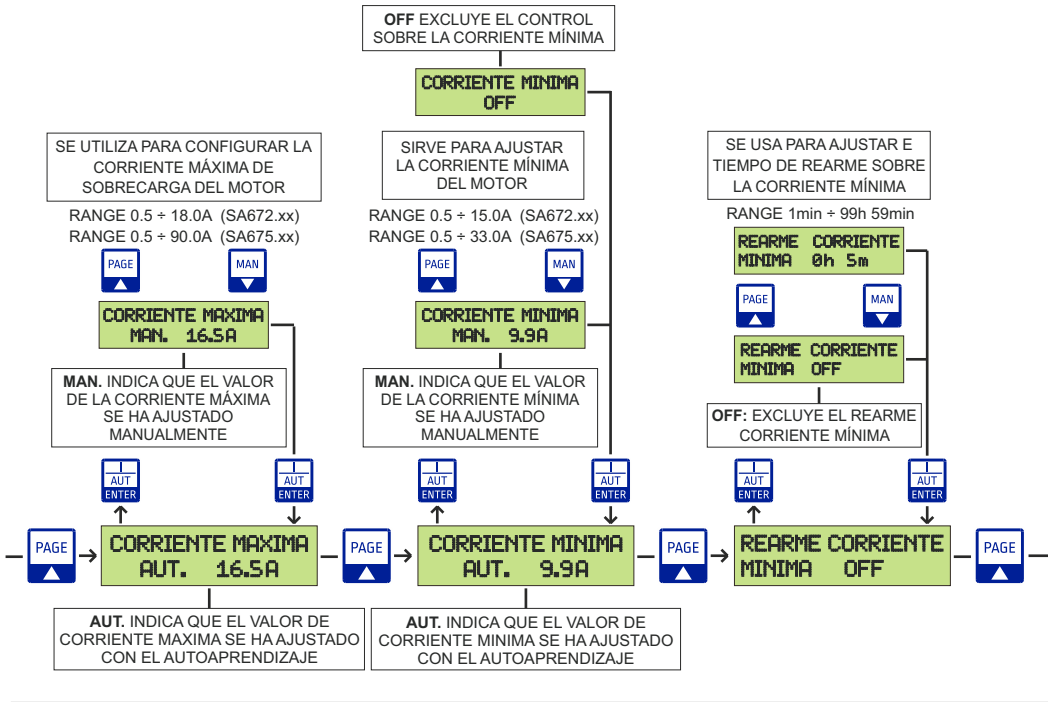 OFF EXCLUYE EL CONTROL
SOBRE LA CORRIENTE MÍNIMA
CORRIENTE MINIMA
OFF
SE UTILIZA PARA CONFIGURAR LA
CORRIENTE MÁXIMA DE
SOBRECARGA DEL MOTOR
RANGE 0.5 ÷ 18.0A (SA672.xx)
RANGE 0.5 ÷ 90.0A (SA675.xx)
PAGE
MAN
CORRIENTE MAXIMA
MAN. 16.5A
MAN. INDICA QUE EL VALOR
DE LA CORRIENTE MÁXIMA
SE HA AJUSTADO
MANUALMENTE
SIRVE PARA AJUSTAR
LA CORRIENTE MÍNIMA
DEL MOTOR
RANGE 0.5 ÷ 15.0A (SA672.xx)
RANGE 0.5 ÷ 33.0A (SA675.xx)
PAGE
MAN
CORRIENTE MINIMA
MAN. 9.9A
MAN. INDICA QUE EL VALOR
DE LA CORRIENTE MÍNIMA
SE HA AJUSTADO
MANUALMENTE
SE USA PARA AJUSTAR E
TIEMPO DE REARME SOBRE
LA CORRIENTE MÍNIMA
RANGE 1min ÷ 99h 59min
REARME CORRIENTE
MINIMA 0h 5m
PAGE
MAN
REARME CORRIENTE
MINIMA OFF
OFF: EXCLUYE EL REARME
CORRIENTE MÍNIMA
I
AUT
ENTER
I
AUT
ENTER
I
AUT
ENTER
I
AUT
ENTER
I
AUT
ENTER
I
AUT
ENTER
PAGE
CORRIENTE MAXIMA
AUT. 16.5A
PAGE
CORRIENTE MINIMA
AUT. 9.9A
PAGE
REARME CORRIENTE
MINIMA OFF
PAGE
AUT. INDICA QUE EL VALOR DE
CORRIENTE MAXIMA SE HA AJUSTADO
CON EL AUTOAPRENDIZAJE
AUT. INDICA QUE EL VALOR DE
CORRIENTE MINIMA SE HA AJUSTADO
CON EL AUTOAPRENDIZAJE